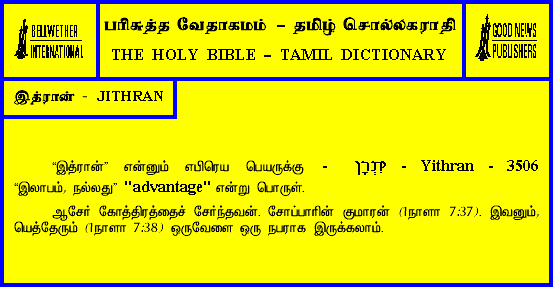 BELLWETHER
INTERNATIONAL
பரிசுத்த வேதாகமம் – தமிழ் சொல்லகராதி
THE HOLY BIBLE – TAMIL DICTIONARY
GOOD NEWS
PUBLISHERS
இத்ரான் - JITHRAN
“இத்ரான்” என்னும் எபிரெய பெயருக்கு - יִתְרָן - Yithran - 3506
“இலாபம், நல்லது” "advantage" என்று பொருள்.
ஆசேர் கோத்திரத்தைச் சேர்ந்தவன். சோப்பாரின் குமாரன் (1நாளா 7:37). இவனும்,
யெத்தேரும் (1நாளா 7:38) ஒருவேளை ஒரு நபராக இருக்கலாம்.